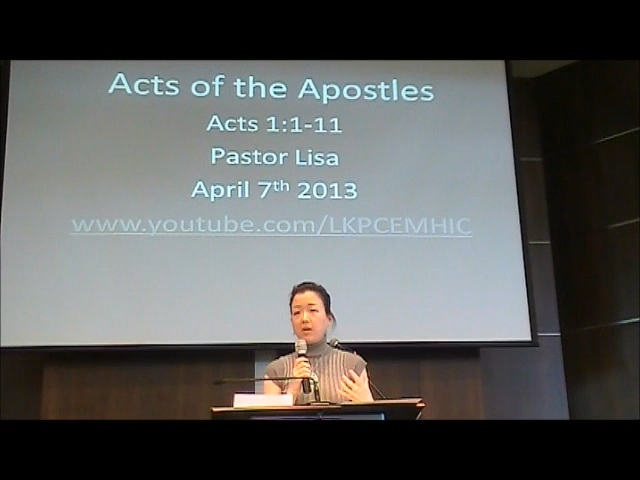 Acts of the Apostles
Acts 1:1-11
Pastor Lisa
April 7th 2013
www.youtube.com/LKPCEMHIC